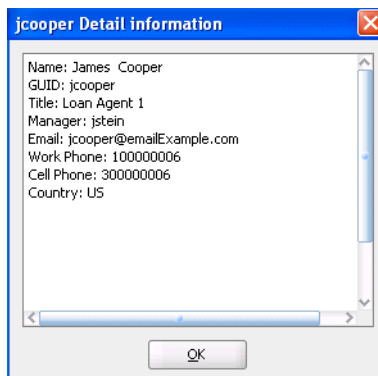 jcooper Detail information
Name: James  Cooper
GUID: jcooper
Title: Loan Agent 1
Manager: jstein
Email: jcooper@emailExample.com
Work Phone: 100000006
Cell Phone: 300000006
Country: US
OK